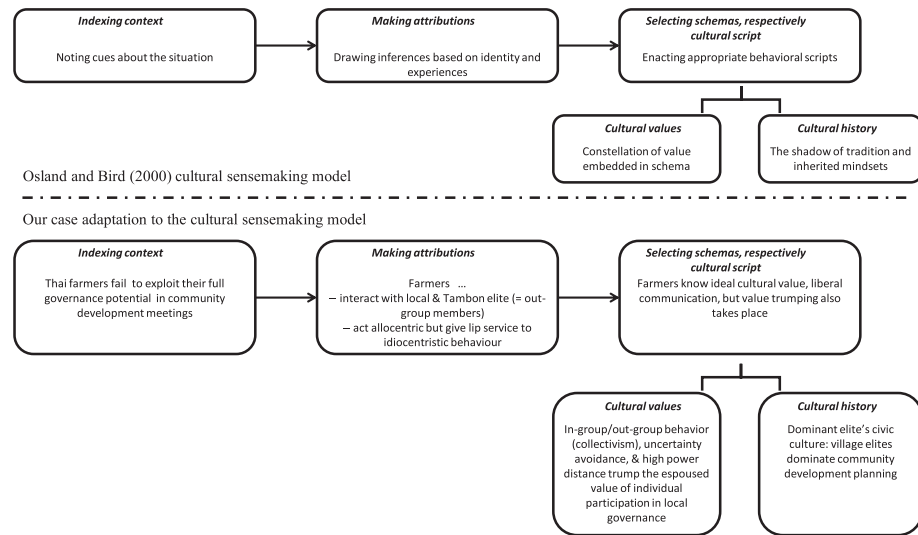 Indexing context
Noting cues about the situation
Making attributions
Drawing inferences based on identity and
experiences
Selecting schemas, respectively
cultural script
Enacting appropriate behavioral scripts
Cultural values
Constellation of value
embedded in schema
Cultural history
The shadow of tradition and
inherited mindsets
Osland and Bird (2000) cultural sensemaking model
Our case adaptation to the cultural sensemaking model
Indexing context
Thai farmers fail to exploit their full
governance potential in community
development meetings
Making attributions
Farmers ...
– interact with local & Tambon elite (= out-
group members)
– act allocentric but give lip service to
idiocentristic behaviour
Selecting schemas, respectively
cultural script
Farmers know ideal cultural value, liberal
communication, but value trumping also
takes place
Cultural values
In-group/out-group behavior
(collectivism), uncertainty
avoidance, & high power
distance trump the espoused
value of individual
participation in local
governance
Cultural history
Dominant elite's civic
culture: village elites
dominate community
development planning